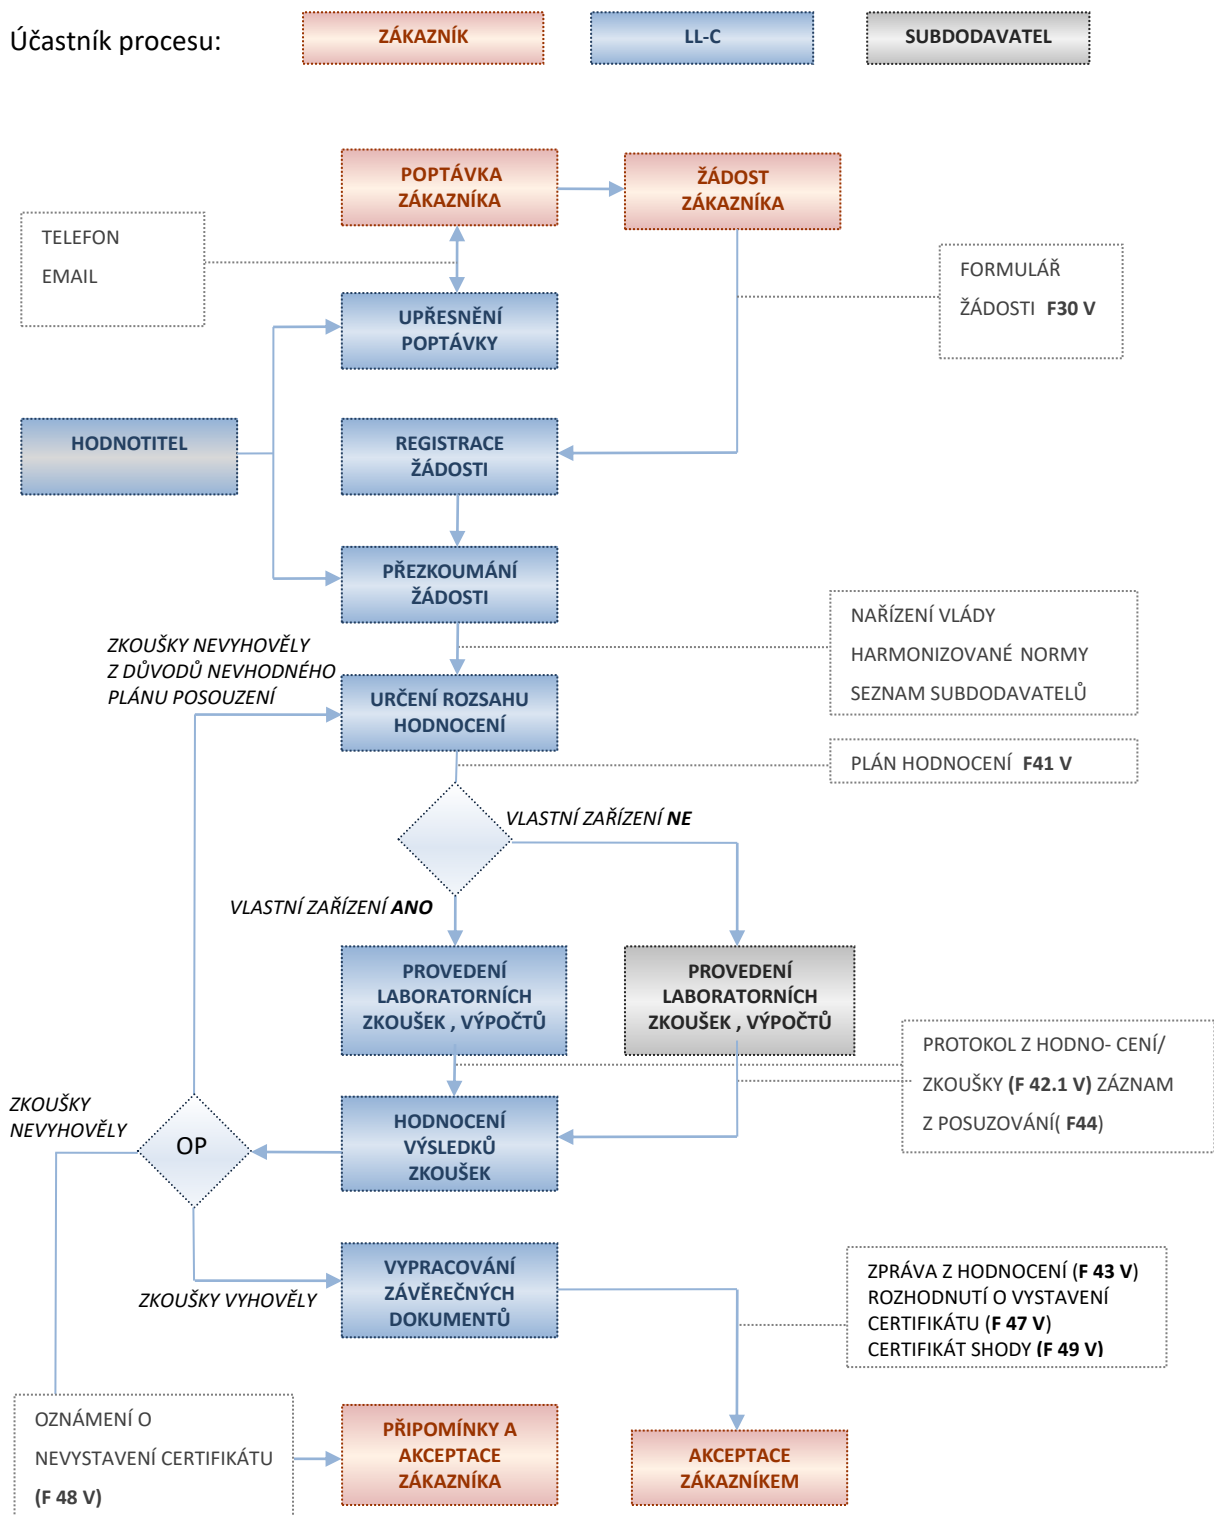 Účastník procesu:
ZÁKAZNÍK
LL-C
SUBDODAVATEL
POPTÁVKA
ZÁKAZNÍKA
ŽÁDOST
ZÁKAZNÍKA
TELEFON
EMAIL
FORMULÁŘ
ŽÁDOSTI F30 V
UPŘESNĚNÍ
POPTÁVKY
HODNOTITEL
REGISTRACE
ŽÁDOSTI
PŘEZKOUMÁNÍ
ŽÁDOSTI
NAŘÍZENÍ VLÁDY
HARMONIZOVANÉ NORMY
SEZNAM SUBDODAVATELŮ
ZKOUŠKY NEVYHOVĚLY
Z DŮVODŮ NEVHODNÉHO
PLÁNU POSOUZENÍ
URČENÍ ROZSAHU
HODNOCENÍ
PLÁN HODNOCENÍ F41 V
VLASTNÍ ZAŘÍZENÍ NE
VLASTNÍ ZAŘÍZENÍ ANO
PROVEDENÍ
LABORATORNÍCH
ZKOUŠEK , VÝPOČTŮ
PROVEDENÍ
LABORATORNÍCH
ZKOUŠEK , VÝPOČTŮ
PROTOKOL Z HODNO- CENÍ/
ZKOUŠKY (F 42.1 V) ZÁZNAM
Z POSUZOVÁNÍ( F44)
ZKOUŠKY
NEVYHOVĚLY
OP
HODNOCENÍ
VÝSLEDKŮ
ZKOUŠEK
ZKOUŠKY VYHOVĚLY
VYPRACOVÁNÍ
ZÁVĚREČNÝCH
DOKUMENTŮ
ZPRÁVA Z HODNOCENÍ (F 43 V)
ROZHODNUTÍ O VYSTAVENÍ
CERTIFIKÁTU (F 47 V)
CERTIFIKÁT SHODY (F 49 V)
OZNÁMENÍ O
NEVYSTAVENÍ CERTIFIKÁTU
(F 48 V)
PŘIPOMÍNKY A
AKCEPTACE
ZÁKAZNÍKA
AKCEPTACE
ZÁKAZNÍKEM